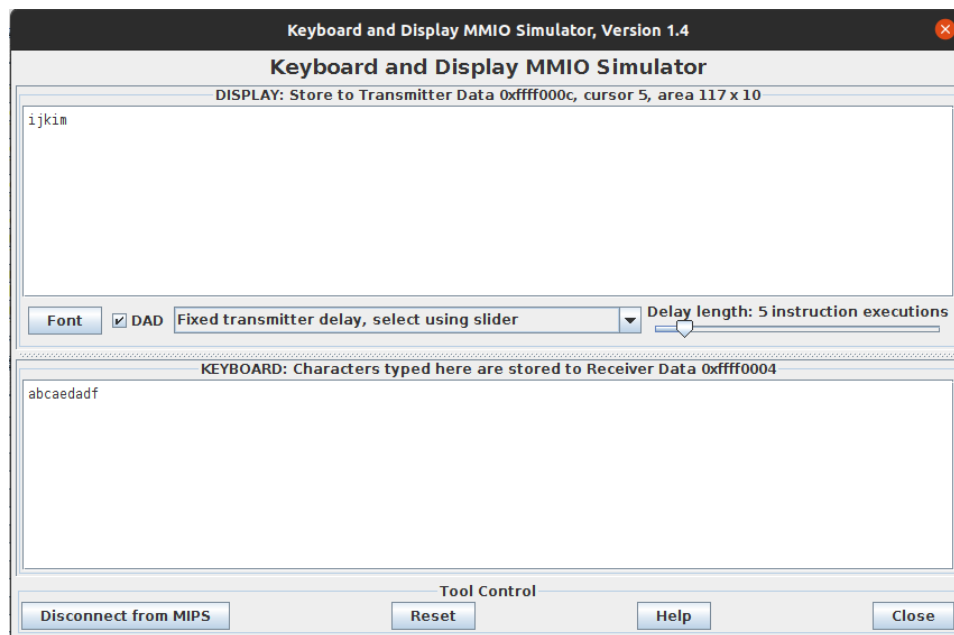 Keyboard and Display MMIO Simulator, Version 1.4
Keyboard and Display MMIO Simulator
DISPLAY: Store to Transmitter Data 0xffff000c, cursor 5, area 117 x 10
ijkim
Font
DAD
Fixed transmitter delay, select using slider
Delay length: 5 instruction executions
KEYBOARD: Characters typed here are stored to Receiver Data 0xffff0004
abcaedadf
Tool Control
Disconnect from MIPS
Reset
Help
Close